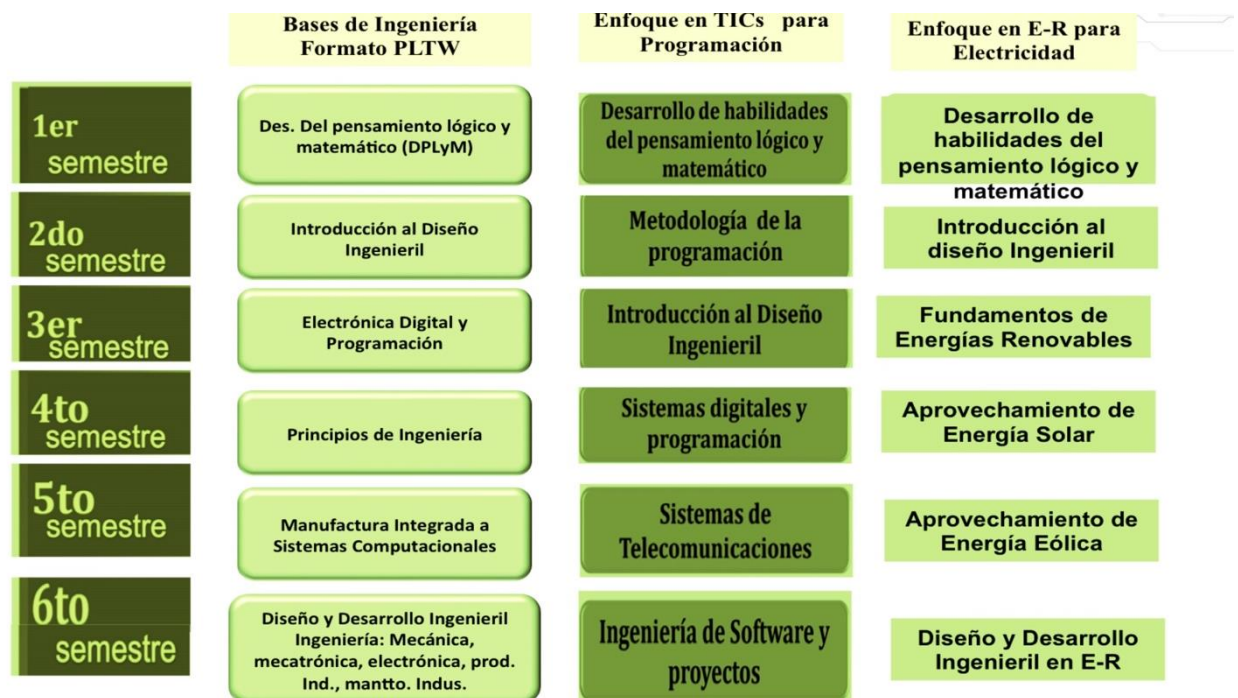 Bases de Ingeniería
Formato PLTW
Enfoque en TICs para
Programación
Enfoque en E-R para
Electricidad
1er
semestre
Des. Del pensamiento lógico y
matemático (DPLyM)
Desarrollo de habilidades
del pensamiento lógico y
matemático
Desarrollo de
habilidades del
pensamiento lógico y
matemático
2do
semestre
Introducción al Diseño
Ingenieril
Metodología de la
programación
Introducción al
diseño Ingenieril
3er
semestre
Electrónica Digital y
Programación
Introducción al Diseño
Ingenieril
Fundamentos de
Energías Renovables
4to
semestre
Principios de Ingeniería
Sistemas digitales y
programación
Aprovechamiento de
Energía Solar
5to
semestre
Manufactura Integrada a
Sistemas Computacionales
Sistemas de
Telecomunicaciones
Aprovechamiento de
Energía Eólica
6to
semestre
Diseño y Desarrollo Ingenieril
Ingeniería: Mecánica,
mecatrónica, electrónica, prod.
Ind., mantto. Indus.
Ingeniería de Software y
proyectos
Diseño y Desarrollo
Ingenieril en E-R